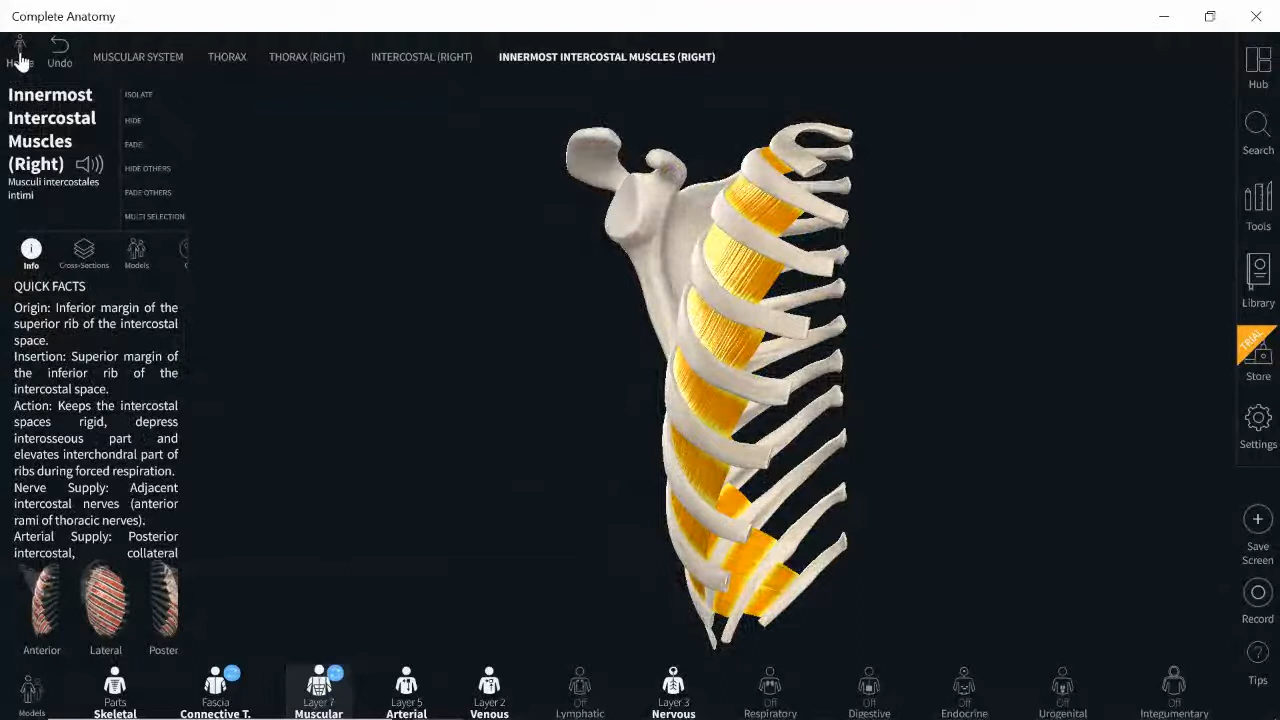 Complete Anatomy
Undo
MUSCULAR SYSTEM
THORAX
THORAX (RIGHT)
INTERCOSTAL (RIGHT)
INNERMOST INTERCOSTAL MUSCLES (RIGHT)
Innermost
Intercostal
Muscles
(Right)
Musculi intercostales
intimi
ISOLATE
HIDE
FADE
HIDE OTHERS
FADE OTHERS
MULTI SELECTION
Info
Cross-Sections
Models
QUICK FACTS
Origin: Inferior margin of the
superior rib of the intercostal
space.
Insertion: Superior margin of
the inferior rib of the
intercostal space.
Action: Keeps the intercostal
spaces rigid, depress
interosseous part and
elevates interchondral part of
ribs during forced respiration.
Nerve Supply: Adjacent
intercostal nerves (anterior
rami of thoracic nerves).
Arterial Supply: Posterior
intercostal, collateral
Anterior
Lateral
Poster
Hub
Search
Tools
Library
TRIAL
Store
Settings
Save
Screen
Record
Tips
Models
Parts
Skeletal
Fascia
Connective T.
Layer 7
Muscular
Layer 5
Arterial
Layer 2
Venous
Off
Lymphatic
Layer 3
Nervous
Off
Respiratory
Off
Digestive
Off
Endocrine
Off
Urogenital
Off
Integumentary